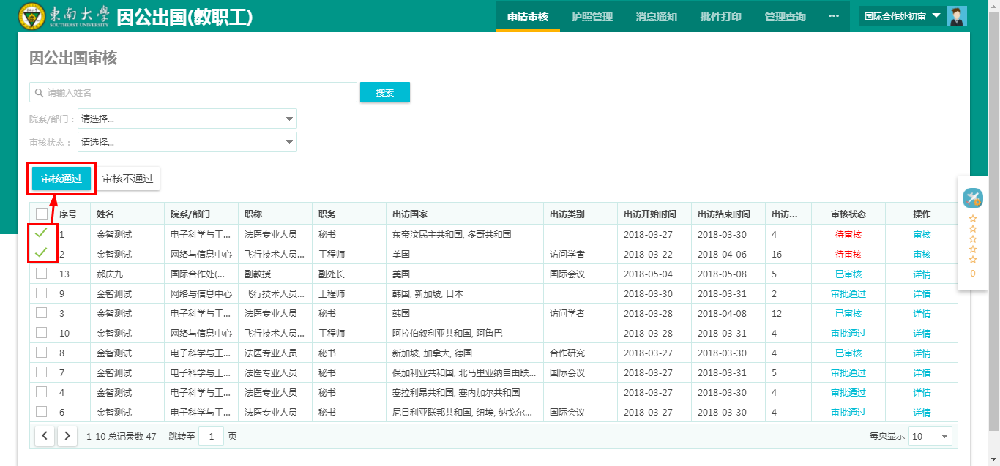 東南大學 因公出国(教职工) 申请审核 护照管理 消息通知 批件打印 管理查询 ··· 国际合作处初审
SOUTHEAST UNIVERSITY
因公出国审核
请输入姓名 搜索
院系/部门： 请选择...
审核状态： 请选择...
审核通过 审核不通过
序号 姓名 院系/部门 职称 职务 出访国家 出访类别 出访开始时间 出访结束时间 出访... 审核状态 操作
1 金智测试 电子科学与工... 法医专业人员 秘书 东帝汶民主共和国, 多哥共和国 2018-03-27 2018-03-30 4 待审核 审核
2 金智测试 网络与信息中心 飞行技术人员... 工程师 美国 访问学者 2018-03-22 2018-04-06 16 待审核 审核
13 郝庆九 国际合作处(... 副教授 副处长 美国 国际会议 2018-05-04 2018-05-08 5 已审核 详情
9 金智测试 网络与信息中心 飞行技术人员... 工程师 韩国, 新加坡, 日本 2018-03-30 2018-03-31 2 审批通过 详情
3 金智测试 电子科学与工... 法医专业人员 秘书 韩国 访问学者 2018-03-28 2018-04-08 12 已审核 详情
10 金智测试 网络与信息中心 飞行技术人员... 工程师 阿拉伯叙利亚共和国, 阿鲁巴 2018-03-28 2018-03-31 4 审批通过 详情
8 金智测试 电子科学与工... 法医专业人员 秘书 新加坡, 加拿大, 德国 合作研究 2018-03-27 2018-03-30 4 已审核 详情
7 金智测试 电子科学与工... 法医专业人员 秘书 保加利亚共和国, 北马里亚纳自由联... 国际会议 2018-03-27 2018-03-31 5 审批通过 详情
4 金智测试 电子科学与工... 法医专业人员 秘书 塞拉利昂共和国, 塞内加尔共和国 2018-03-27 2018-03-30 4 审批通过 详情
6 金智测试 电子科学与工... 法医专业人员 秘书 尼日利亚联邦共和国, 纽埃, 纳戈尔... 国际会议 2018-03-27 2018-03-30 4 审批通过 详情
1-10 总记录数 47 跳转至 1 页 每页显示 10
0